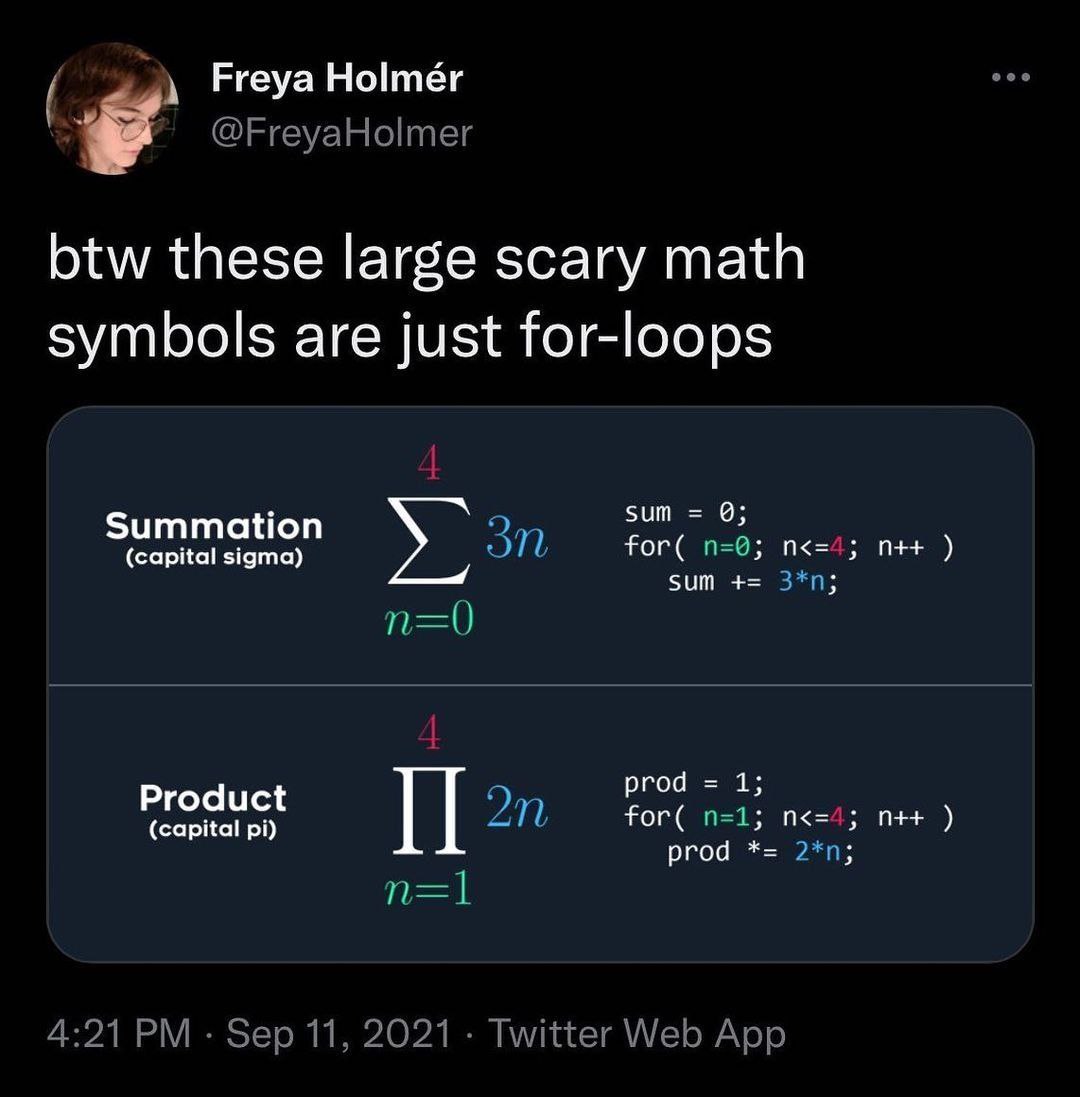 Freya Holmér
@FreyaHolmer
btw these large scary math
symbols are just for-loops
Summation
(capital sigma)
4
∑ 3n
n=0
sum = 0;
for( n=0; n<=4; n++ )
sum += 3*n;
Product
(capital pi)
4
∏ 2n
n=1
prod = 1;
for( n=1; n<=4; n++ )
prod *= 2*n;
4:21 PM · Sep 11, 2021 · Twitter Web App